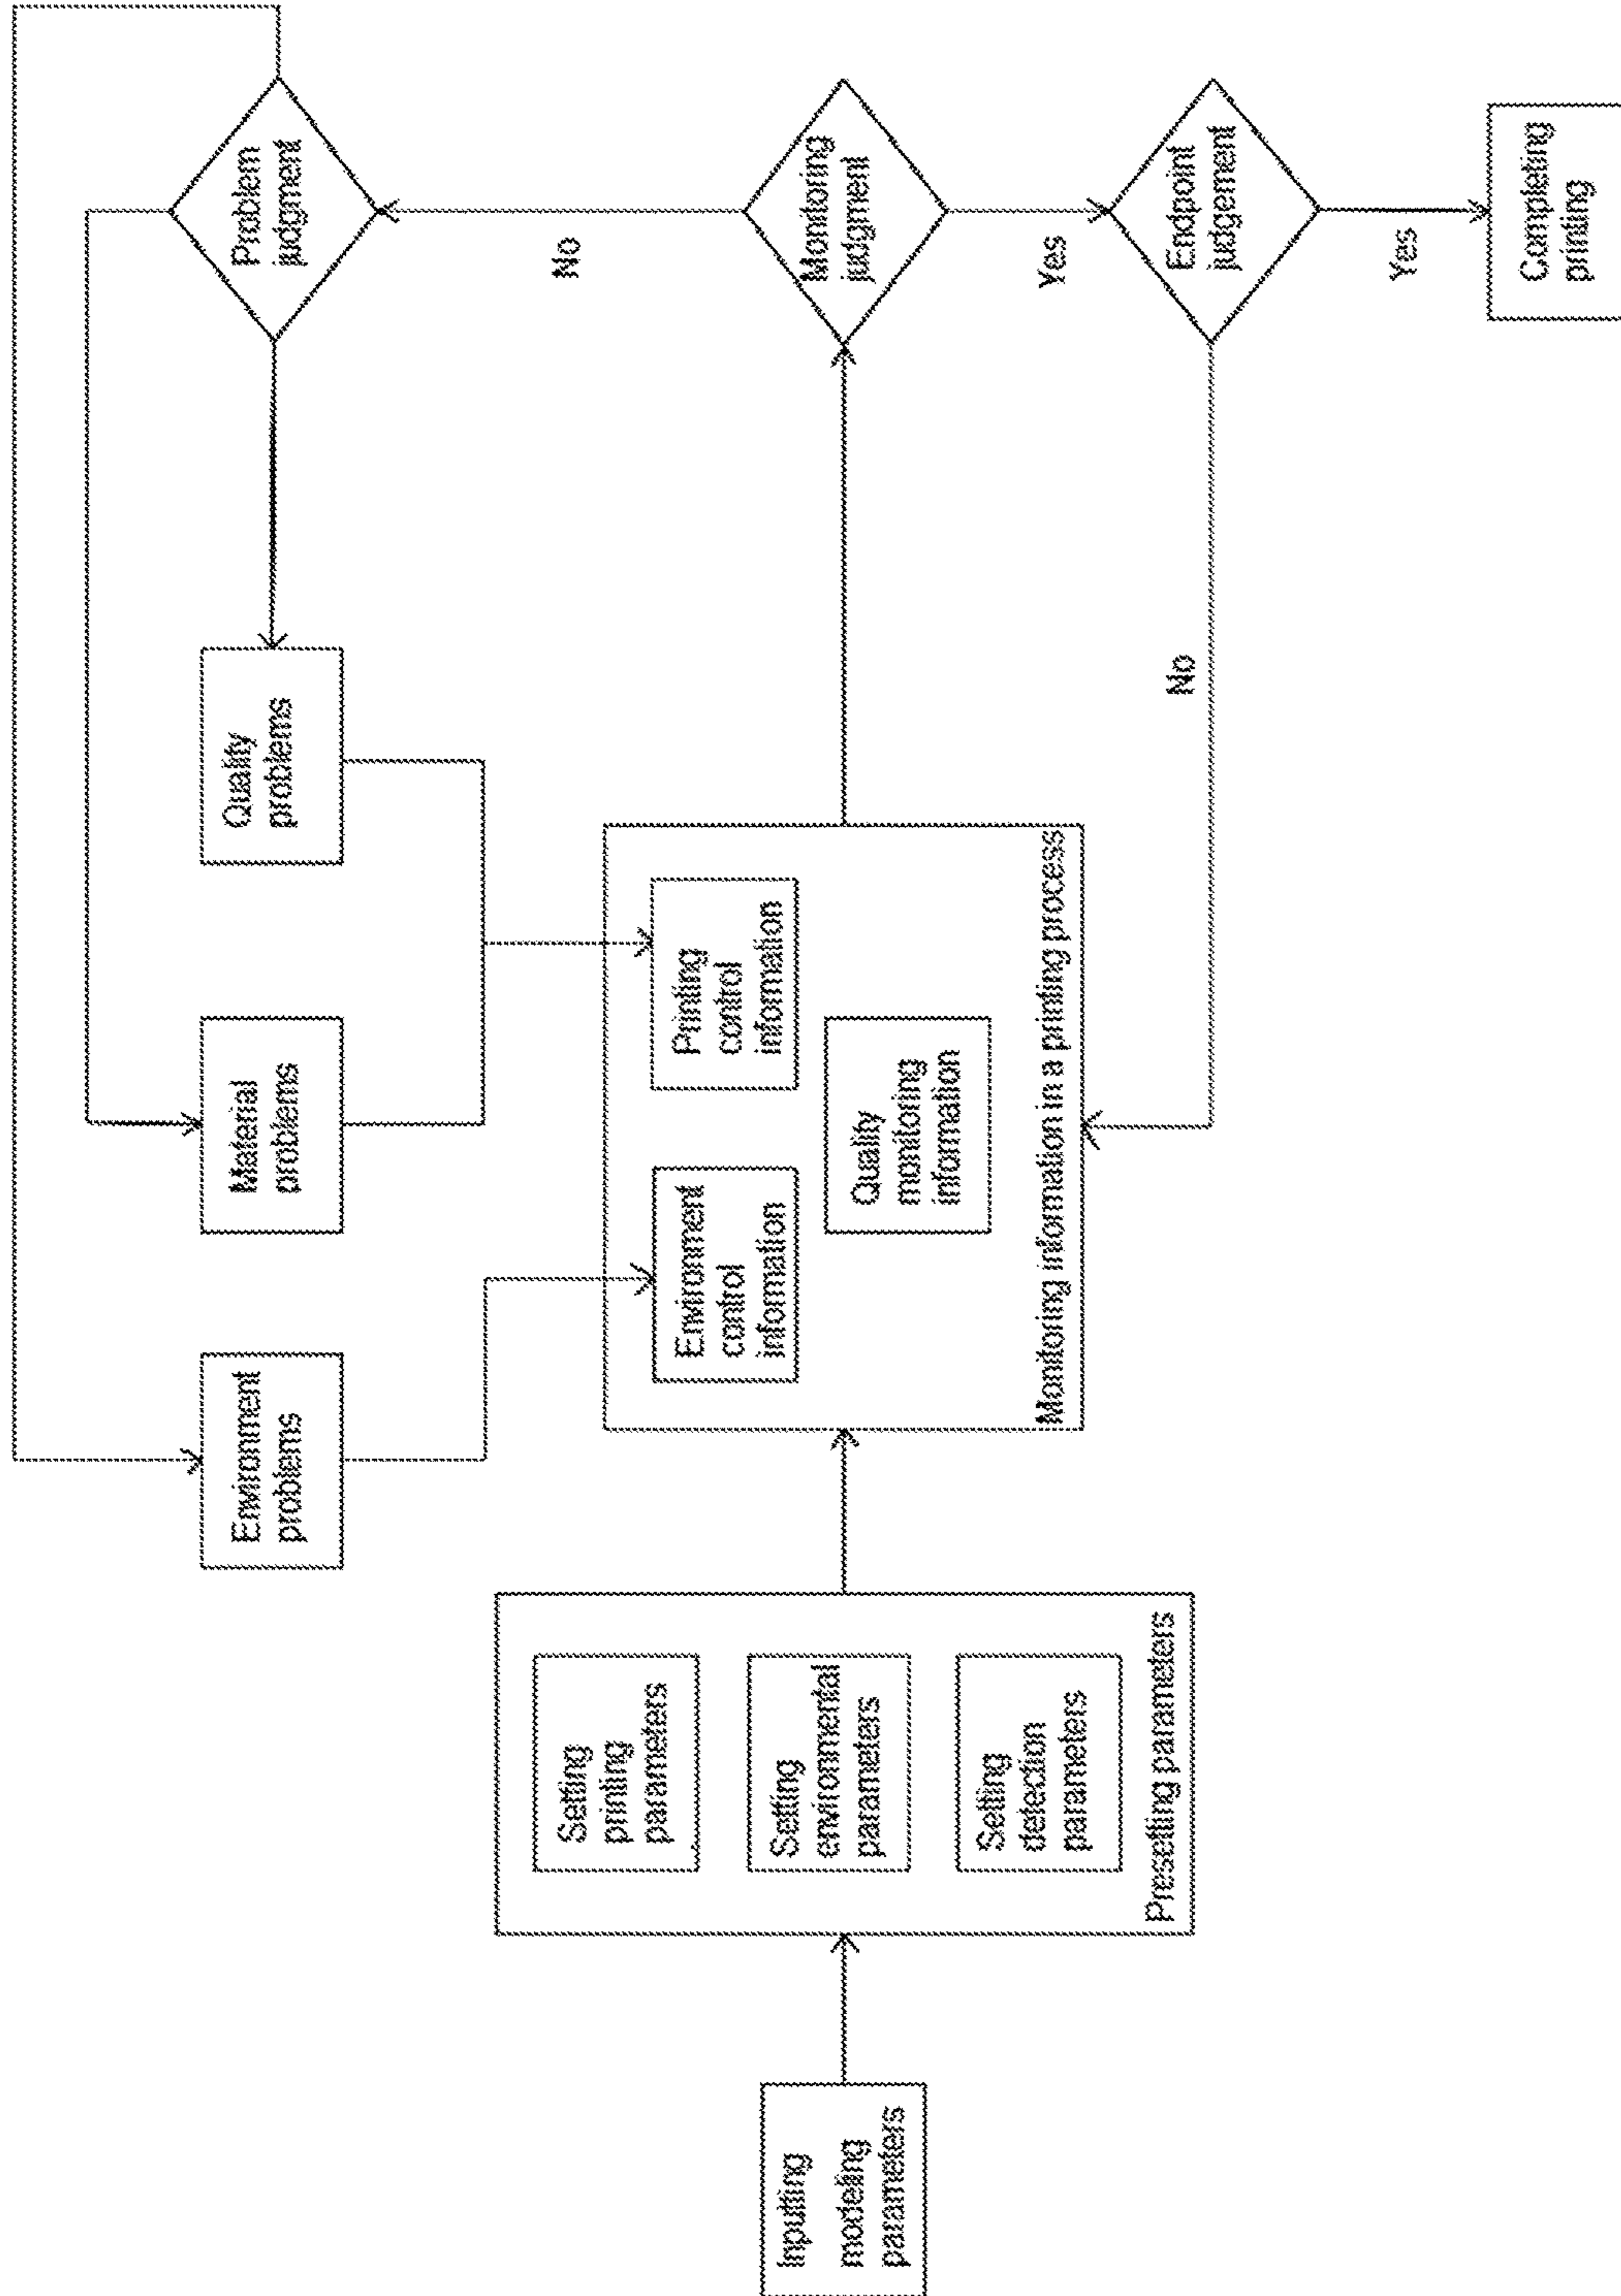 Environment
problems
Material
problems
Quality
problems
Problem
judgment
No
Inputting
modeling
parameters
Setting
printing
parameters
Setting
environmental
parameters
Setting
detection
parameters
Presetting parameters
Environment
control
information
Printing
control
information
Quality
monitoring
information
Monitoring information in a printing process
Monitoring
judgment
Yes
No
Endpoint
judgement
Yes
Completing
printing